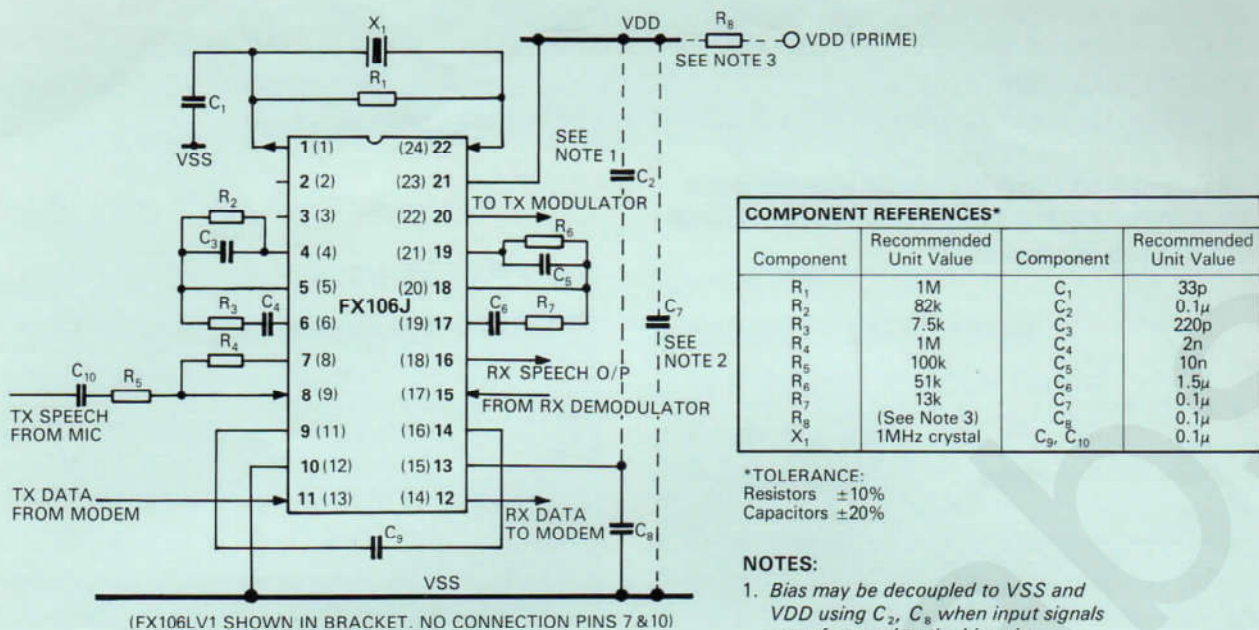 X₁
VDD
R₈
VDD (PRIME)
SEE NOTE 3
R₁
C₁
VSS
SEE
NOTE 1
C₂
1 (1)
(24) 22
2 (2)
(23) 21
TO TX MODULATOR
R₂
3 (3)
(22) 20
C₃
R₆
4 (4)
(21) 19
C₅
5 (5)
(20) 18
FX106J
R₃
C₄
6 (6)
(19) 17
C₆
R₇
C₇
SEE
NOTE 2
R₄
7 (8)
(18) 16
RX SPEECH O/P
C₁₀
R₅
8 (9)
(17) 15
FROM RX DEMODULATOR
TX SPEECH
FROM MIC
9 (11)
(16) 14
10 (12)
(15) 13
TX DATA
FROM MODEM
11 (13)
(14) 12
RX DATA
TO MODEM
C₈
C₉
VSS
(FX106LV1 SHOWN IN BRACKET. NO CONNECTION PINS 7 & 10)
COMPONENT REFERENCES*
Component Recommended Unit Value Component Recommended Unit Value
R₁ 1M C₁ 33p
R₂ 82k C₂ 0.1µ
R₃ 7.5k C₃ 220p
R₄ 1M C₄ 2n
R₅ 100k C₅ 10n
R₆ 51k C₆ 1.5µ
R₇ 13k C₇ 0.1µ
R₈ (See Note 3) C₈ 0.1µ
X₁ 1MHz crystal C₉, C₁₀ 0.1µ
*TOLERANCE:
Resistors ±10%
Capacitors ±20%
NOTES:
1. Bias may be decoupled to VSS and
VDD using C₂, C₈ when input signals